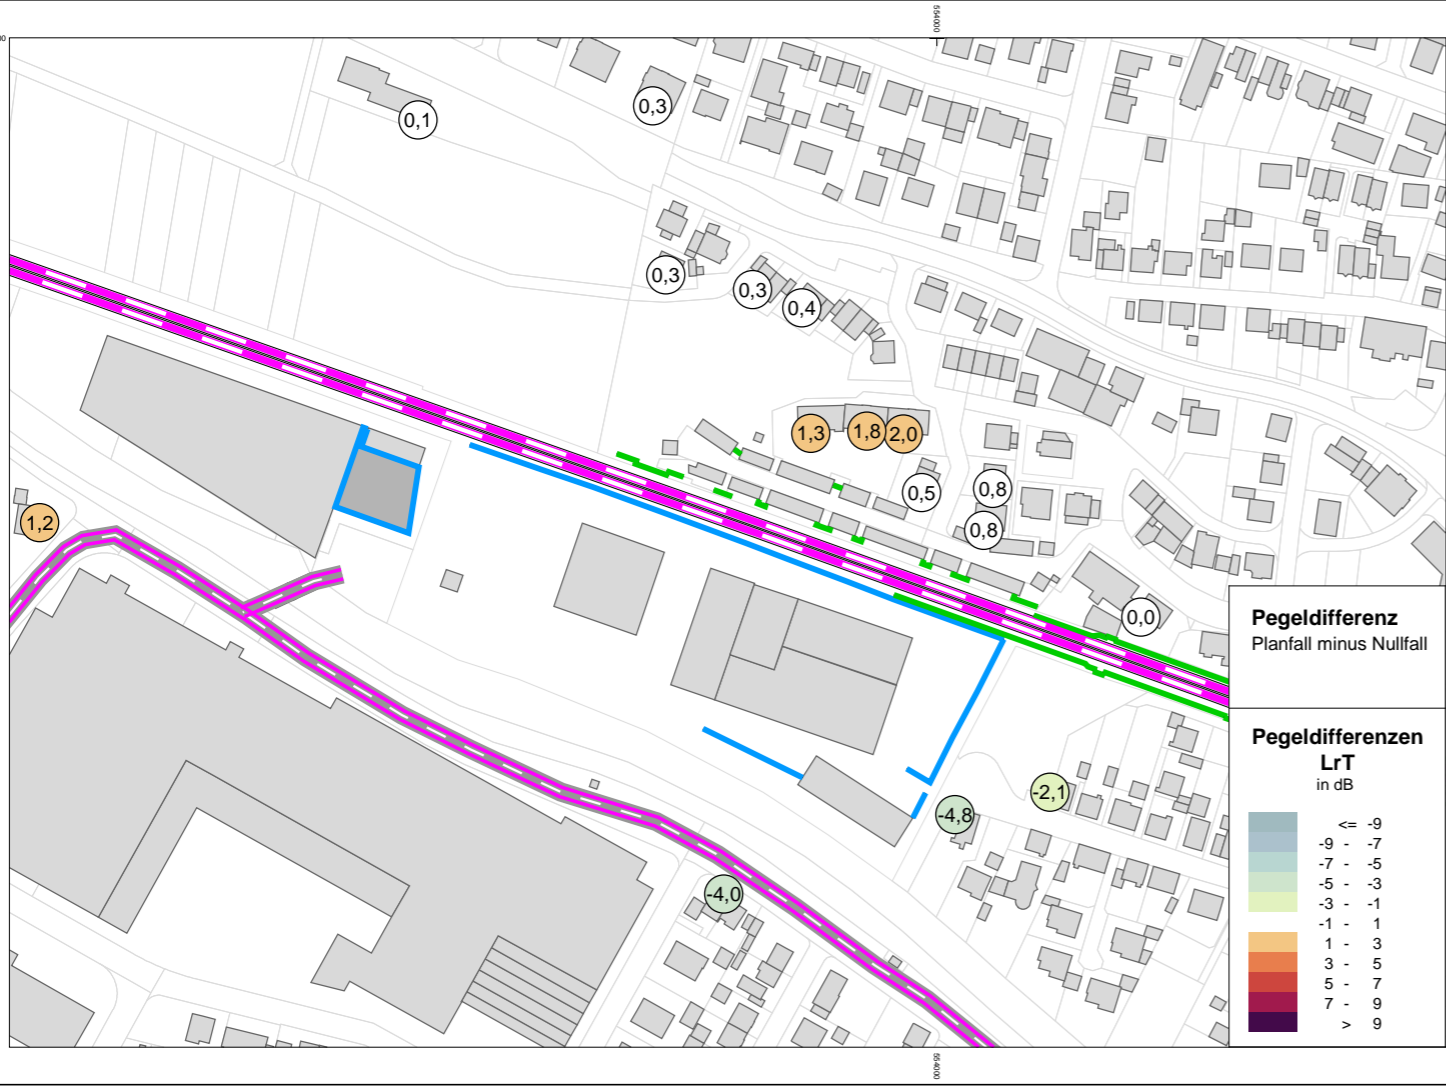 554000
0,1
0,3
0,3
0,3
0,4
1,3
1,8
2,0
0,5
0,8
0,8
1,2
0,0
-2,1
-4,8
-4,0
Pegeldifferenz
Planfall minus Nullfall
Pegeldifferenzen
LrT
in dB
<= -9
-9 - -7
-7 - -5
-5 - -3
-3 - -1
-1 - 1
1 - 3
3 - 5
5 - 7
7 - 9
> 9
554000